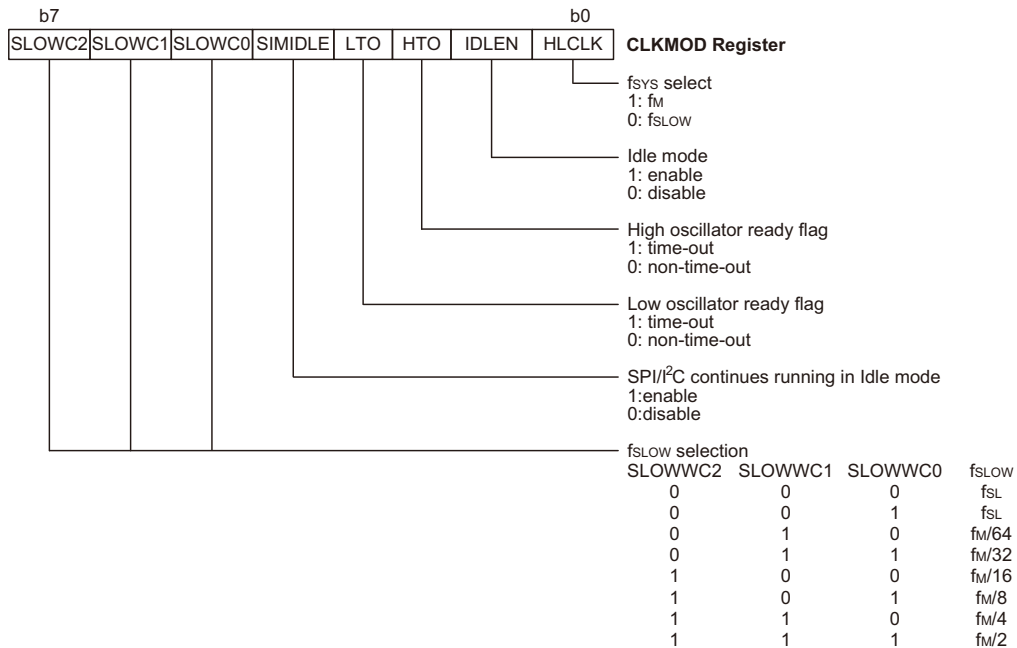 b7 b0
SLOWC2 SLOWC1 SLOWC0 SIMIDLE LTO HTO IDLEN HLCLK CLKMOD Register
fSYS select
1: fM
0: fSLOW
Idle mode
1: enable
0: disable
High oscillator ready flag
1: time-out
0: non-time-out
Low oscillator ready flag
1: time-out
0: non-time-out
SPI/I²C continues running in Idle mode
1:enable
0:disable
fSLOW selection
SLOWWC2 SLOWWC1 SLOWWC0 fSLOW
0 0 0 fSL
0 0 1 fSL
0 1 0 fM/64
0 1 1 fM/32
1 0 0 fM/16
1 0 1 fM/8
1 1 0 fM/4
1 1 1 fM/2